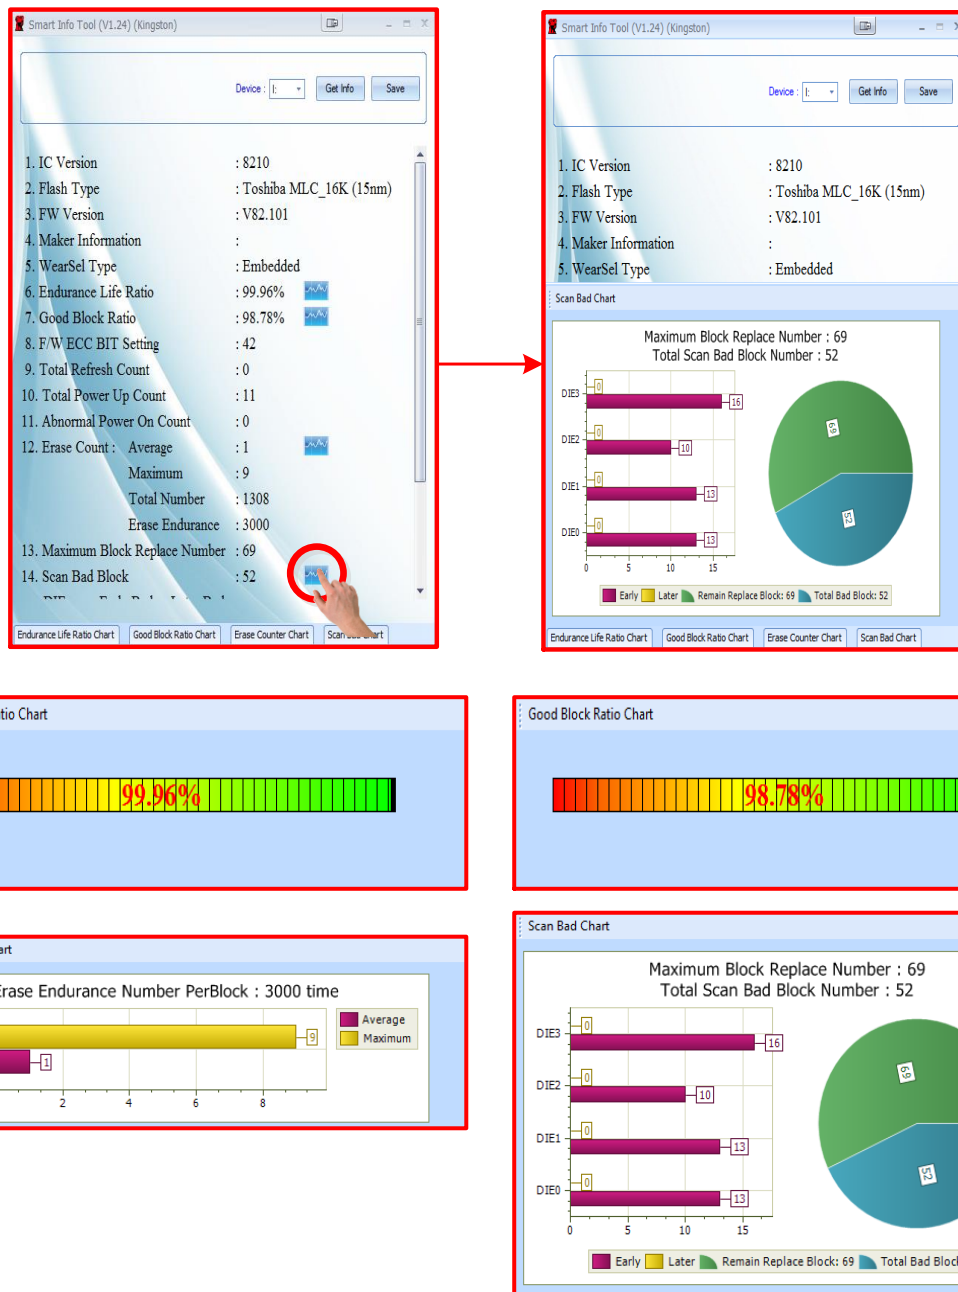 Smart Info Tool (V1.24) (Kingston)
Device : I: Get Info Save
1. IC Version : 8210
2. Flash Type : Toshiba MLC_16K (15nm)
3. FW Version : V82.101
4. Maker Information :
5. WearSel Type : Embedded
6. Endurance Life Ratio : 99.96%
7. Good Block Ratio : 98.78%
8. F/W ECC BIT Setting : 42
9. Total Refresh Count : 0
10. Total Power Up Count : 11
11. Abnormal Power On Count : 0
12. Erase Count : Average : 1
Maximum : 9
Total Number : 1308
Erase Endurance : 3000
13. Maximum Block Replace Number : 69
14. Scan Bad Block : 52
Endurance Life Ratio Chart Good Block Ratio Chart Erase Counter Chart Scan Bad Chart
Smart Info Tool (V1.24) (Kingston)
Device : I: Get Info Save
1. IC Version : 8210
2. Flash Type : Toshiba MLC_16K (15nm)
3. FW Version : V82.101
4. Maker Information :
5. WearSel Type : Embedded
Scan Bad Chart
Maximum Block Replace Number : 69
Total Scan Bad Block Number : 52
DIE3 0 16
DIE2 0 10
DIE1 0 13
DIE0 0 13
0 5 10 15
69
52
Early Later Remain Replace Block: 69 Total Bad Block: 52
Endurance Life Ratio Chart Good Block Ratio Chart Erase Counter Chart Scan Bad Chart
tio Chart
99.96%
Good Block Ratio Chart
98.78%
art
Erase Endurance Number PerBlock : 3000 time
9
1
2 4 6 8
Average
Maximum
Scan Bad Chart
Maximum Block Replace Number : 69
Total Scan Bad Block Number : 52
DIE3 0 16
DIE2 0 10
DIE1 0 13
DIE0 0 13
0 5 10 15
69
52
Early Later Remain Replace Block: 69 Total Bad Block